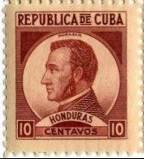 REPUBLICA DE CUBA
HONDURAS
10 CENTAVOS 10